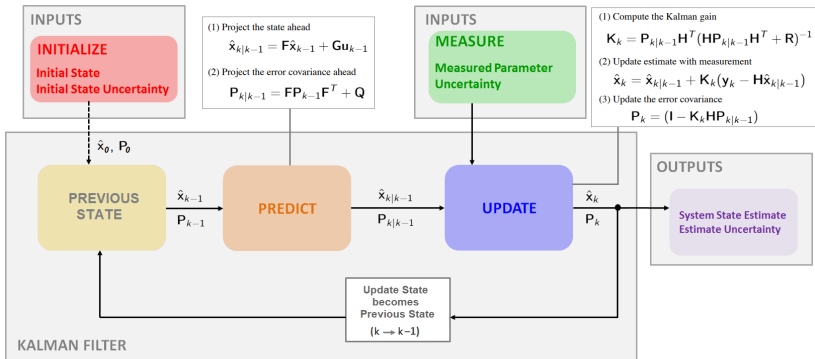 INPUTS
INITIALIZE
Initial State
Initial State Uncertainty
(1) Project the state ahead
x̂ₖ|ₖ₋₁ = Fx̂ₖ₋₁ + Guₖ₋₁
(2) Project the error covariance ahead
Pₖ|ₖ₋₁ = FPₖ₋₁Fᵀ + Q
INPUTS
MEASURE
Measured Parameter
Uncertainty
(1) Compute the Kalman gain
Kₖ = Pₖ|ₖ₋₁Hᵀ(HPₖ|ₖ₋₁Hᵀ + R)⁻¹
(2) Update estimate with measurement
x̂ₖ = x̂ₖ|ₖ₋₁ + Kₖ(yₖ − Hx̂ₖ|ₖ₋₁)
(3) Update the error covariance
Pₖ = (I − KₖHPₖ|ₖ₋₁)
x̂₀, P₀
PREVIOUS
STATE
x̂ₖ₋₁
Pₖ₋₁
PREDICT
x̂ₖ|ₖ₋₁
Pₖ|ₖ₋₁
UPDATE
x̂ₖ
Pₖ
OUTPUTS
System State Estimate
Estimate Uncertainty
Update State
becomes
Previous State
(k → k−1)
KALMAN FILTER